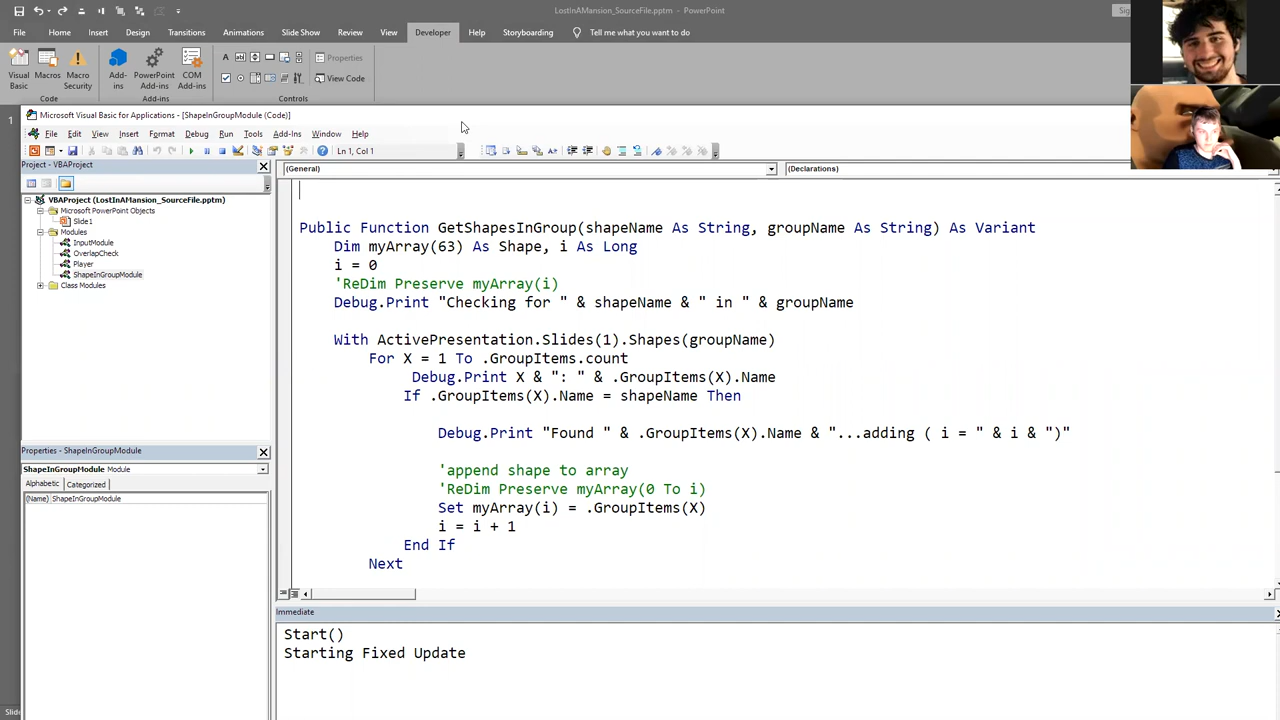 LostInAMansion_SourceFile.pptm - PowerPoint
File Home Insert Design Transitions Animations Slide Show Review View Developer Help Storyboarding Tell me what you want to do
Visual Basic
Macros
Macro Security
Add-ins
PowerPoint Add-ins
COM Add-ins
Properties
View Code
Code
Add-ins
Controls
1
Microsoft Visual Basic for Applications - [ShapeInGroupModule (Code)]
File Edit View Insert Format Debug Run Tools Add-Ins Window Help
Ln 1, Col 1
Project - VBAProject
VBAProject (LostInAMansion_SourceFile.pptm)
Microsoft PowerPoint Objects
Slide1
Modules
InputModule
OverlapCheck
Player
ShapeInGroupModule
Class Modules
Properties - ShapeInGroupModule
ShapeInGroupModule Module
Alphabetic Categorized
(Name) ShapeInGroupModule
(General) (Declarations)
Public Function GetShapesInGroup(shapeName As String, groupName As String) As Variant
Dim myArray(63) As Shape, i As Long
i = 0
'ReDim Preserve myArray(i)
Debug.Print "Checking for " & shapeName & " in " & groupName
With ActivePresentation.Slides(1).Shapes(groupName)
For X = 1 To .GroupItems.count
Debug.Print X & ": " & .GroupItems(X).Name
If .GroupItems(X).Name = shapeName Then
Debug.Print "Found " & .GroupItems(X).Name & "...adding ( i = " & i & ")"
'append shape to array
'ReDim Preserve myArray(0 To i)
Set myArray(i) = .GroupItems(X)
i = i + 1
End If
Next
Immediate
Start()
Starting Fixed Update